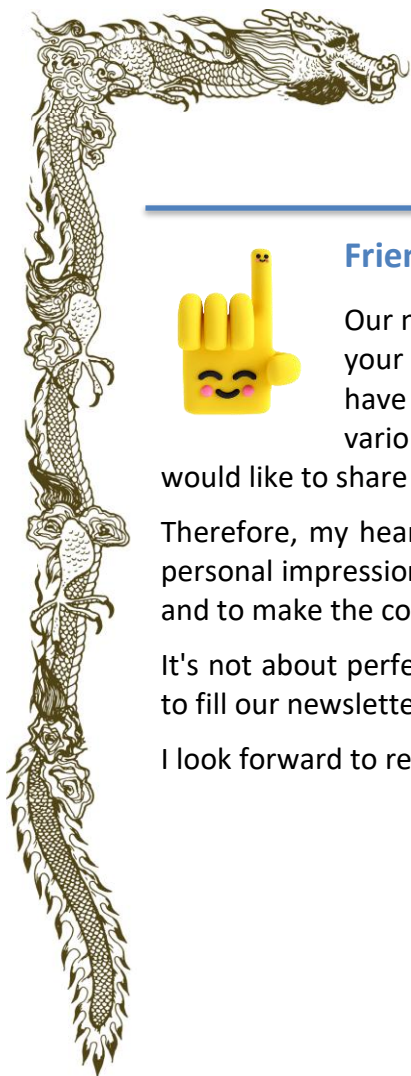 Frien
Our
your
have
vario
would like to share
Therefore, my hear
personal impression
and to make the co
It's not about perfe
to fill our newslette
I look forward to re